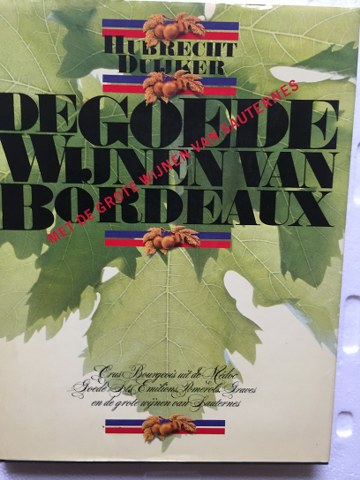 HUBRECHT
DUIJKER
DE GOEDE
WIJNEN VAN
BORDEAUX
MET DE GROTE WIJNEN VAN SAUTERNES
Crus Bourgeois uit de Médoc
Goede St. Emilions, Pomerols, Graves
en de grote wijnen van Sauternes